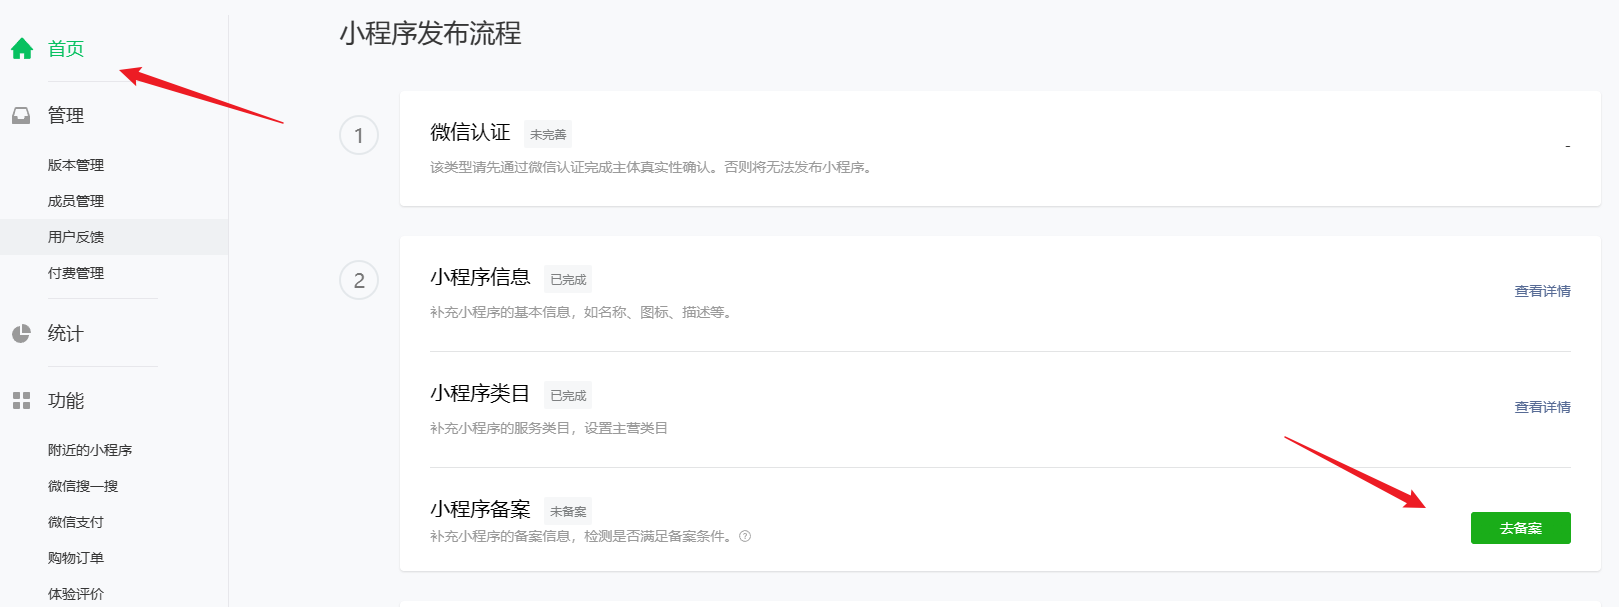 首页
管理
版本管理
成员管理
用户反馈
付费管理
统计
功能
附近的小程序
微信搜一搜
微信支付
购物订单
体验评价
小程序发布流程
1
微信认证 未完善
该类型请先通过微信认证完成主体真实性确认。否则将无法发布小程序。
-
2
小程序信息 已完成
补充小程序的基本信息，如名称、图标、描述等。
查看详情
小程序类目 已完成
补充小程序的服务类目，设置主营类目
查看详情
小程序备案 未备案
补充小程序的备案信息，检测是否满足备案条件。?
去备案